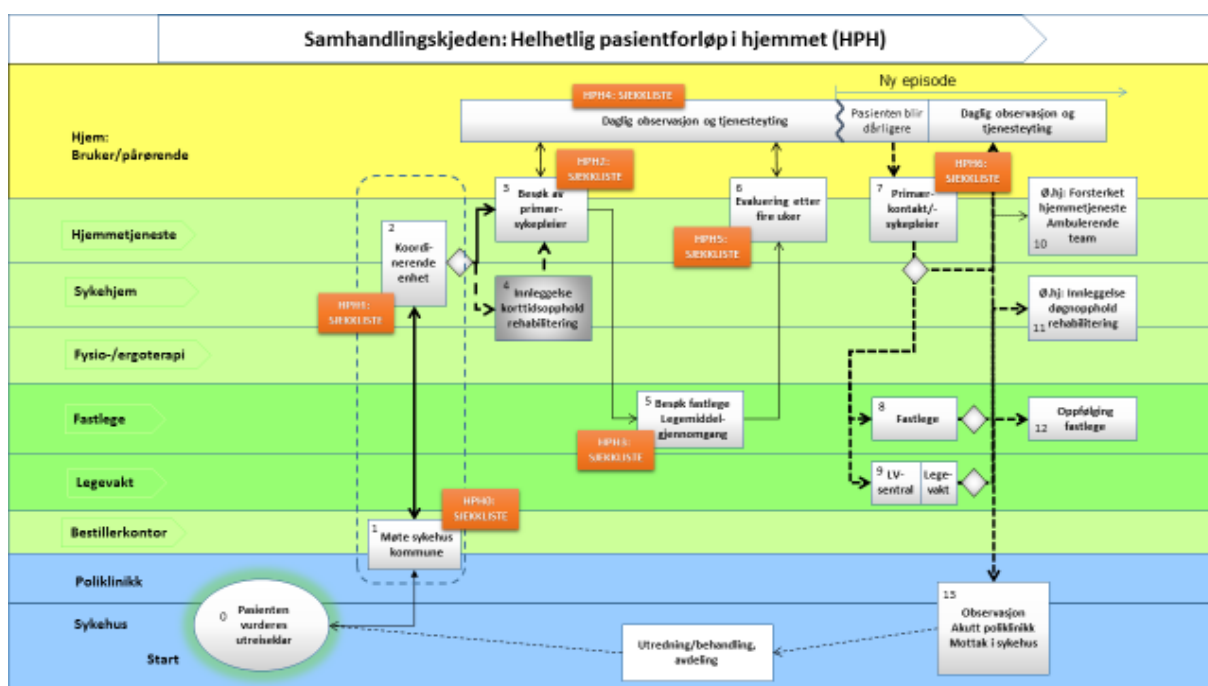 Samhandlingskjeden: Helhetlig pasientforløp i hjemmet (HPH)
Ny episode
HPH4: SJEKKLISTE
Daglig observasjon og tjenesteyting
Pasienten blir
dårligere
Daglig observasjon og
tjenesteyting
Hjem:
Bruker/pårørende
HPH2:
SJEKKLISTE
HPH6:
SJEKKLISTE
3
Besøk av
primær-
sykepleier
6
Evaluering etter
fire uker
7
Primær-
kontakt/-
sykepleier
Ø.hj: Forsterket
hjemmetjeneste
Ambulerende
team
10
Hjemmetjeneste
2
Koordi-
nerende
enhet
HPH5:
SJEKKLISTE
Sykehjem
HPH1:
SJEKKLISTE
4
Innleggelse
korttidsopphold
rehabilitering
Ø.hj: Innleggelse
døgnopphold
rehabilitering
11
Fysio-/ergoterapi
Fastlege
5
Besøk fastlege
Legemiddel-
gjennomgang
HPH3:
SJEKKLISTE
8
Fastlege
Oppfølging
fastlege
12
Legevakt
9
LV-
sentral
Lege-
vakt
HPH0:
SJEKKLISTE
Bestillerkontor
1
Møte sykehus
kommune
Poliklinikk
Sykehus
Start
0
Pasienten
vurderes
utreiseklar
Utredning/behandling,
avdeling
13
Observasjon
Akutt poliklinikk
Mottak i sykehus